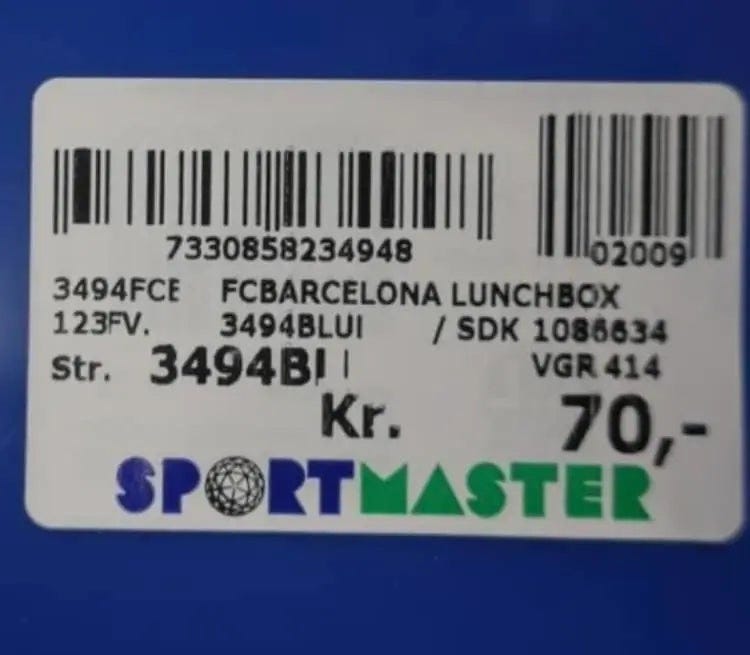 7330858234948
02009
3494FCE FCBARCELONA LUNCHBOX
123FV. 3494BLUI / SDK 1086634
Str. 3494BI VGR 414
Kr. 70,-
SPORTMASTER